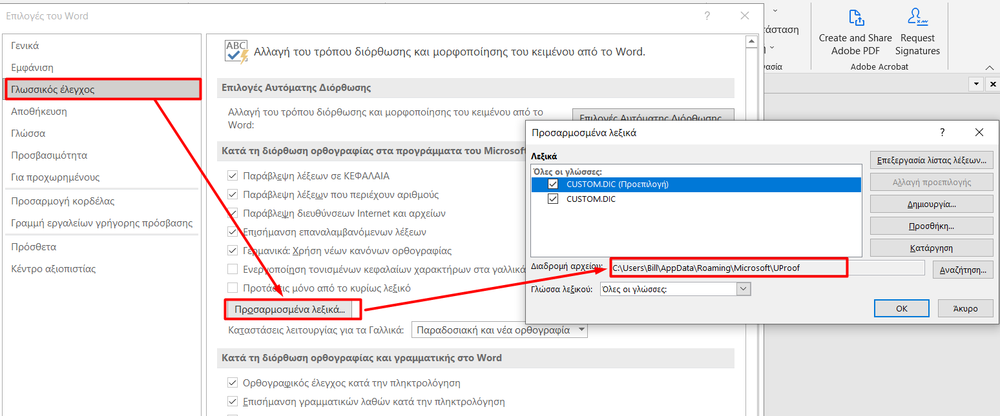 Επιλογές του Word
?
Γενικά
Εμφάνιση
Γλωσσικός έλεγχος
Αποθήκευση
Γλώσσα
Προσβασιμότητα
Για προχωρημένους
Προσαρμογή κορδέλας
Γραμμή εργαλείων γρήγορης πρόσβασης
Πρόσθετα
Κέντρο αξιοπιστίας
ABC
Αλλαγή του τρόπου διόρθωσης και μορφοποίησης του κειμένου από το Word.
Επιλογές Αυτόματης Διόρθωσης
Αλλαγή του τρόπου διόρθωσης και μορφοποίησης του κειμένου από το
Word:
Επιλογές Αυτόματης Διόρθωσης
Κατά τη διόρθωση ορθογραφίας στα προγράμματα του Microsoft
Παράβλεψη λέξεων σε ΚΕΦΑΛΑΙΑ
Παράβλεψη λέξεων που περιέχουν αριθμούς
Παράβλεψη διευθύνσεων Internet και αρχείων
Επισήμανση επαναλαμβανόμενων λέξεων
Γερμανικά: Χρήση νέων κανόνων ορθογραφίας
Ενεργοποίηση τονισμένων κεφαλαίων χαρακτήρων στα γαλλικά
Προτάσεις μόνο από το κυρίως λεξικό
Προσαρμοσμένα λεξικά...
Καταστάσεις λειτουργίας για τα Γαλλικά:
Παραδοσιακή και νέα ορθογραφία
Κατά τη διόρθωση ορθογραφίας και γραμματικής στο Word
Ορθογραφικός έλεγχος κατά την πληκτρολόγηση
Επισήμανση γραμματικών λαθών κατά την πληκτρολόγηση
τάσταση
ή
γασία
Create and Share
Adobe PDF
Request
Signatures
Adobe Acrobat
Προσαρμοσμένα λεξικά
?
Λεξικά
Όλες οι γλώσσες:
CUSTOM.DIC (Προεπιλογή)
CUSTOM.DIC
Επεξεργασία λίστας λέξεων...
Αλλαγή προεπιλογής
Δημιουργία...
Προσθήκη...
Κατάργηση
Διαδρομή αρχείου:
C:\Users\Bill\AppData\Roaming\Microsoft\UProof
Αναζήτηση...
Γλώσσα λεξικού:
Όλες οι γλώσσες:
OK
Άκυρο